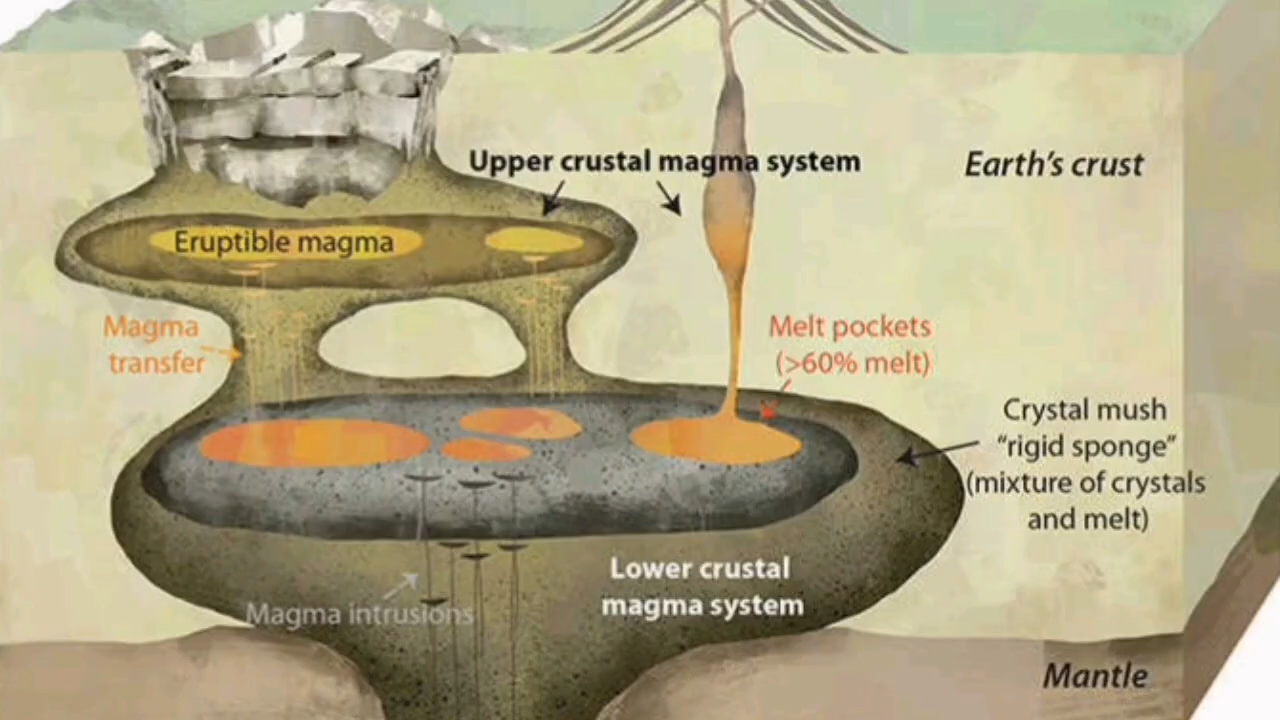 Upper crustal magma system
Earth's crust
Eruptible magma
Magma
transfer
Melt pockets
(>60% melt)
Crystal mush
“rigid sponge”
(mixture of crystals
and melt)
Lower crustal
magma system
Magma intrusions
Mantle